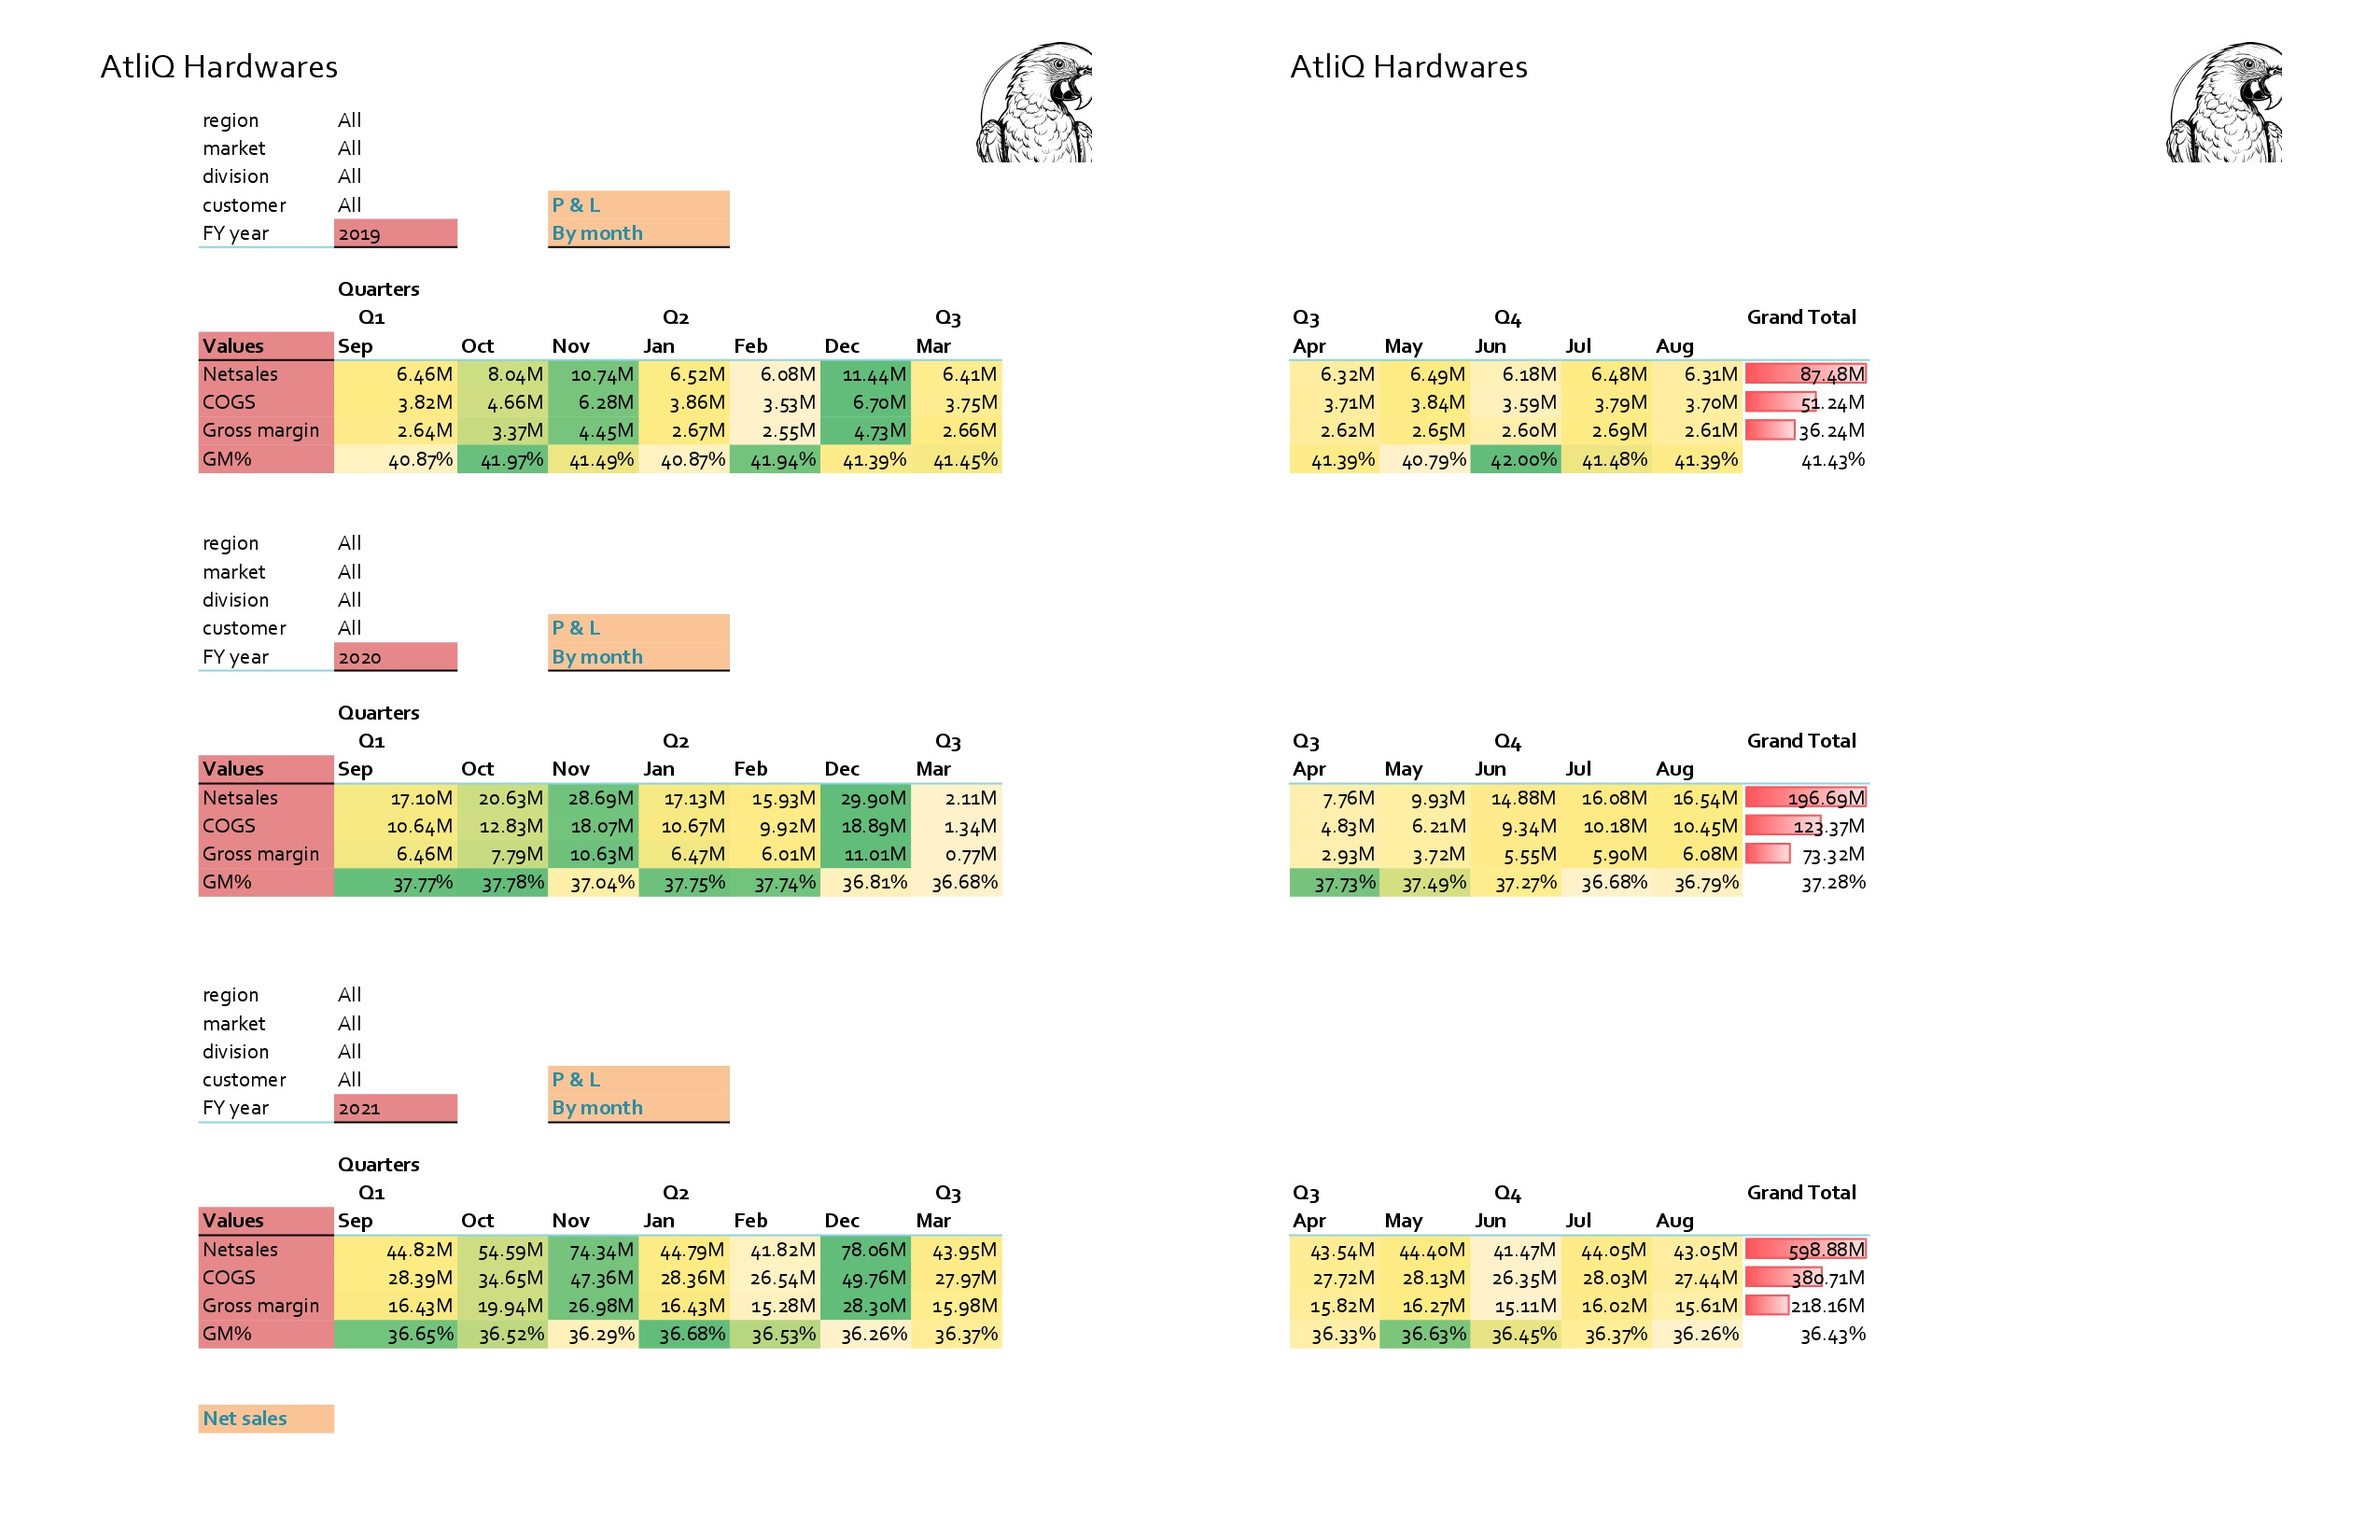 AtliQ Hardwares
region All
market All
division All
customer All P & L
FY year 2019 By month
Quarters
Q1 Q2 Q3
Values Sep Oct Nov Jan Feb Dec Mar
Netsales 6.46M 8.04M 10.74M 6.52M 6.08M 11.44M 6.41M
COGS 3.82M 4.66M 6.28M 3.86M 3.53M 6.70M 3.75M
Gross margin 2.64M 3.37M 4.45M 2.67M 2.55M 4.73M 2.66M
GM% 40.87% 41.97% 41.49% 40.87% 41.94% 41.39% 41.45%
region All
market All
division All
customer All P & L
FY year 2020 By month
Quarters
Q1 Q2 Q3
Values Sep Oct Nov Jan Feb Dec Mar
Netsales 17.10M 20.63M 28.69M 17.13M 15.93M 29.90M 2.11M
COGS 10.64M 12.83M 18.07M 10.67M 9.92M 18.89M 1.34M
Gross margin 6.46M 7.79M 10.63M 6.47M 6.01M 11.01M 0.77M
GM% 37.77% 37.78% 37.04% 37.75% 37.74% 36.81% 36.68%
region All
market All
division All
customer All P & L
FY year 2021 By month
Quarters
Q1 Q2 Q3
Values Sep Oct Nov Jan Feb Dec Mar
Netsales 44.82M 54.59M 74.34M 44.79M 41.82M 78.06M 43.95M
COGS 28.39M 34.65M 47.36M 28.36M 26.54M 49.76M 27.97M
Gross margin 16.43M 19.94M 26.98M 16.43M 15.28M 28.30M 15.98M
GM% 36.65% 36.52% 36.29% 36.68% 36.53% 36.26% 36.37%
Net sales
AtliQ Hardwares
Q3 Q4 Grand Total
Apr May Jun Jul Aug
6.32M 6.49M 6.18M 6.48M 6.31M 87.48M
3.71M 3.84M 3.59M 3.79M 3.70M 51.24M
2.62M 2.65M 2.60M 2.69M 2.61M 36.24M
41.39% 40.79% 42.00% 41.48% 41.39% 41.43%
Q3 Q4 Grand Total
Apr May Jun Jul Aug
7.76M 9.93M 14.88M 16.08M 16.54M 196.69M
4.83M 6.21M 9.34M 10.18M 10.45M 123.37M
2.93M 3.72M 5.55M 5.90M 6.08M 73.32M
37.73% 37.49% 37.27% 36.68% 36.79% 37.28%
Q3 Q4 Grand Total
Apr May Jun Jul Aug
43.54M 44.40M 41.47M 44.05M 43.05M 598.88M
27.72M 28.13M 26.35M 28.03M 27.44M 380.71M
15.82M 16.27M 15.11M 16.02M 15.61M 218.16M
36.33% 36.63% 36.45% 36.37% 36.26% 36.43%